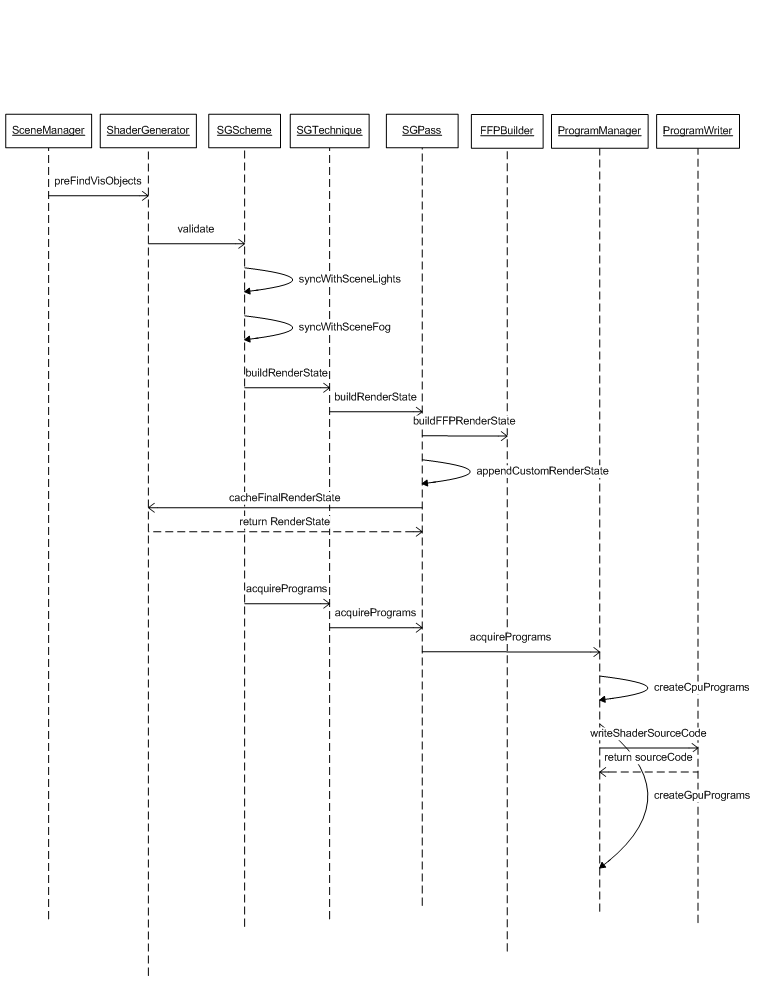 SceneManager
ShaderGenerator
SGScheme
SGTechnique
SGPass
FFPBuilder
ProgramManager
ProgramWriter
preFindVisObjects
validate
syncWithSceneLights
syncWithSceneFog
buildRenderState
buildRenderState
buildFFPRenderState
appendCustomRenderState
cacheFinalRenderState
return RenderState
acquirePrograms
acquirePrograms
acquirePrograms
createCpuPrograms
writeShaderSourceCode
return sourceCode
createGpuPrograms